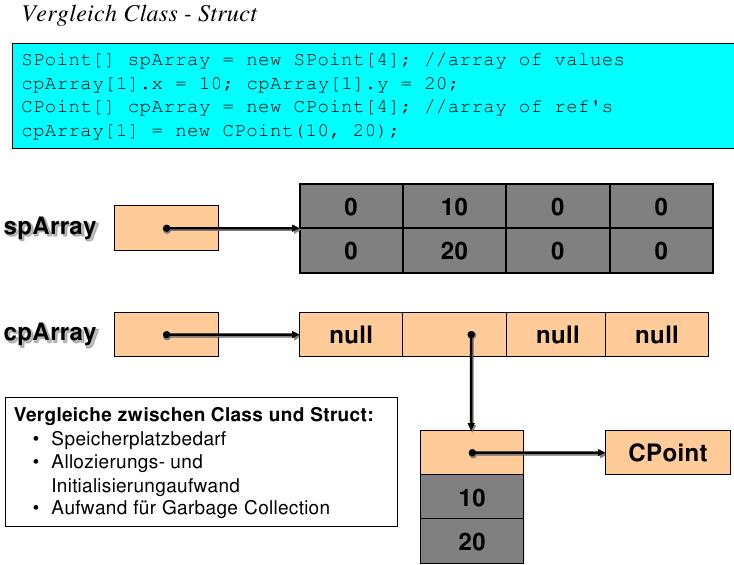 Vergleich Class - Struct
SPoint[] spArray = new SPoint[4]; //array of values
cpArray[1].x = 10; cpArray[1].y = 20;
CPoint[] cpArray = new CPoint[4]; //array of ref's
cpArray[1] = new CPoint(10, 20);
spArray
0 10 0 0
0 20 0 0
cpArray
null null null
Vergleiche zwischen Class und Struct:
• Speicherplatzbedarf
• Allozierungs- und
Initialisierungaufwand
• Aufwand für Garbage Collection
CPoint
10
20